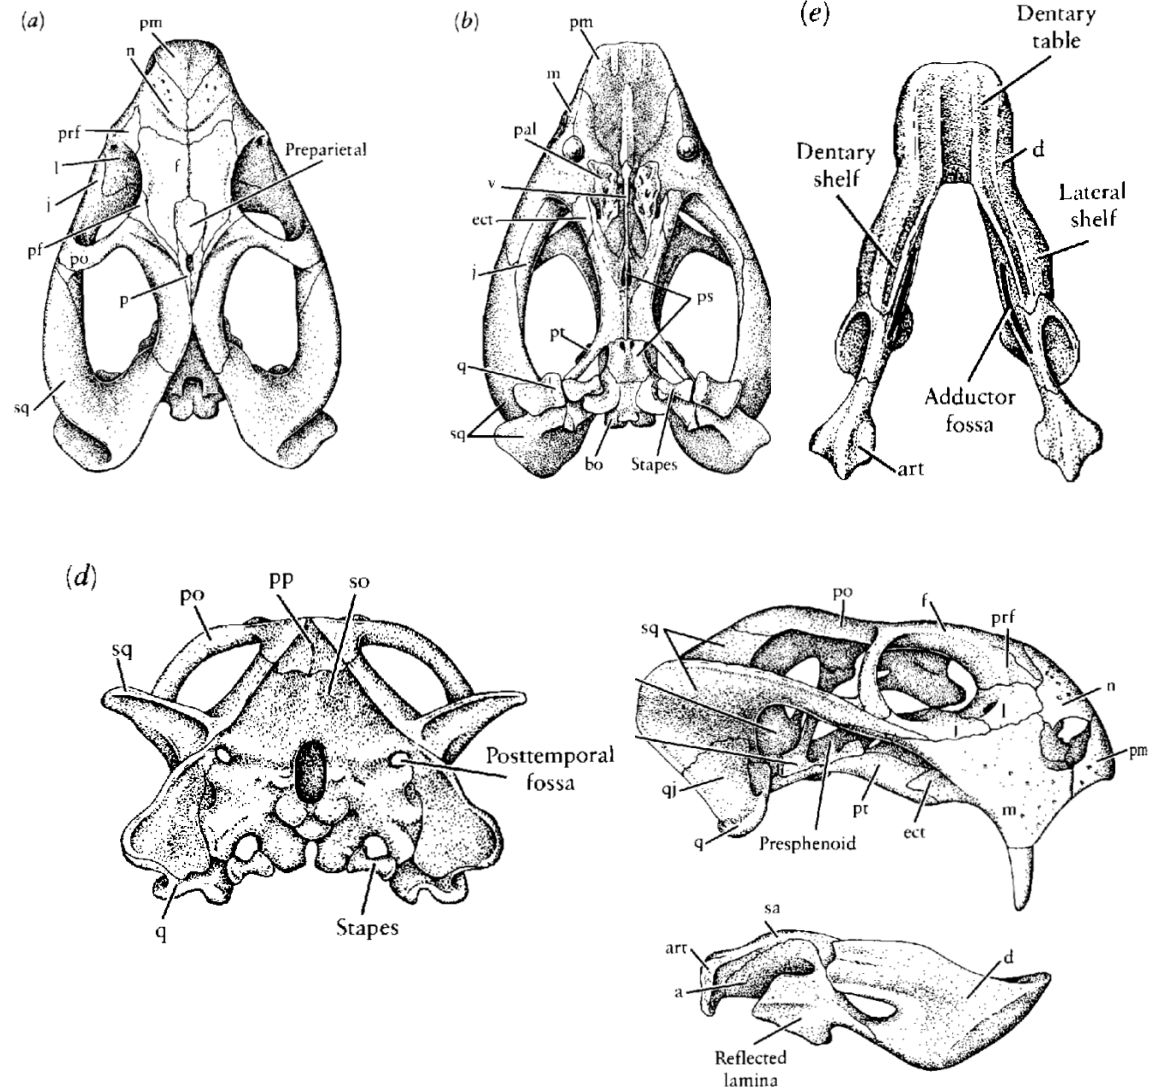 (a)
pm
n
prf
l
j
f
Preparietal
pf
po
p
sq
(b)
pm
m
pal
v
ect
j
ps
pt
q
sq
bo
Stapes
(e)
Dentary
table
Dentary
shelf
d
Lateral
shelf
Adductor
fossa
art
(d)
pp
so
po
sq
Posttemporal
fossa
q
Stapes
po
f
prf
sq
n
l
j
pm
qj
pt
m
ect
q
Presphenoid
sa
art
d
a
Reflected
lamina